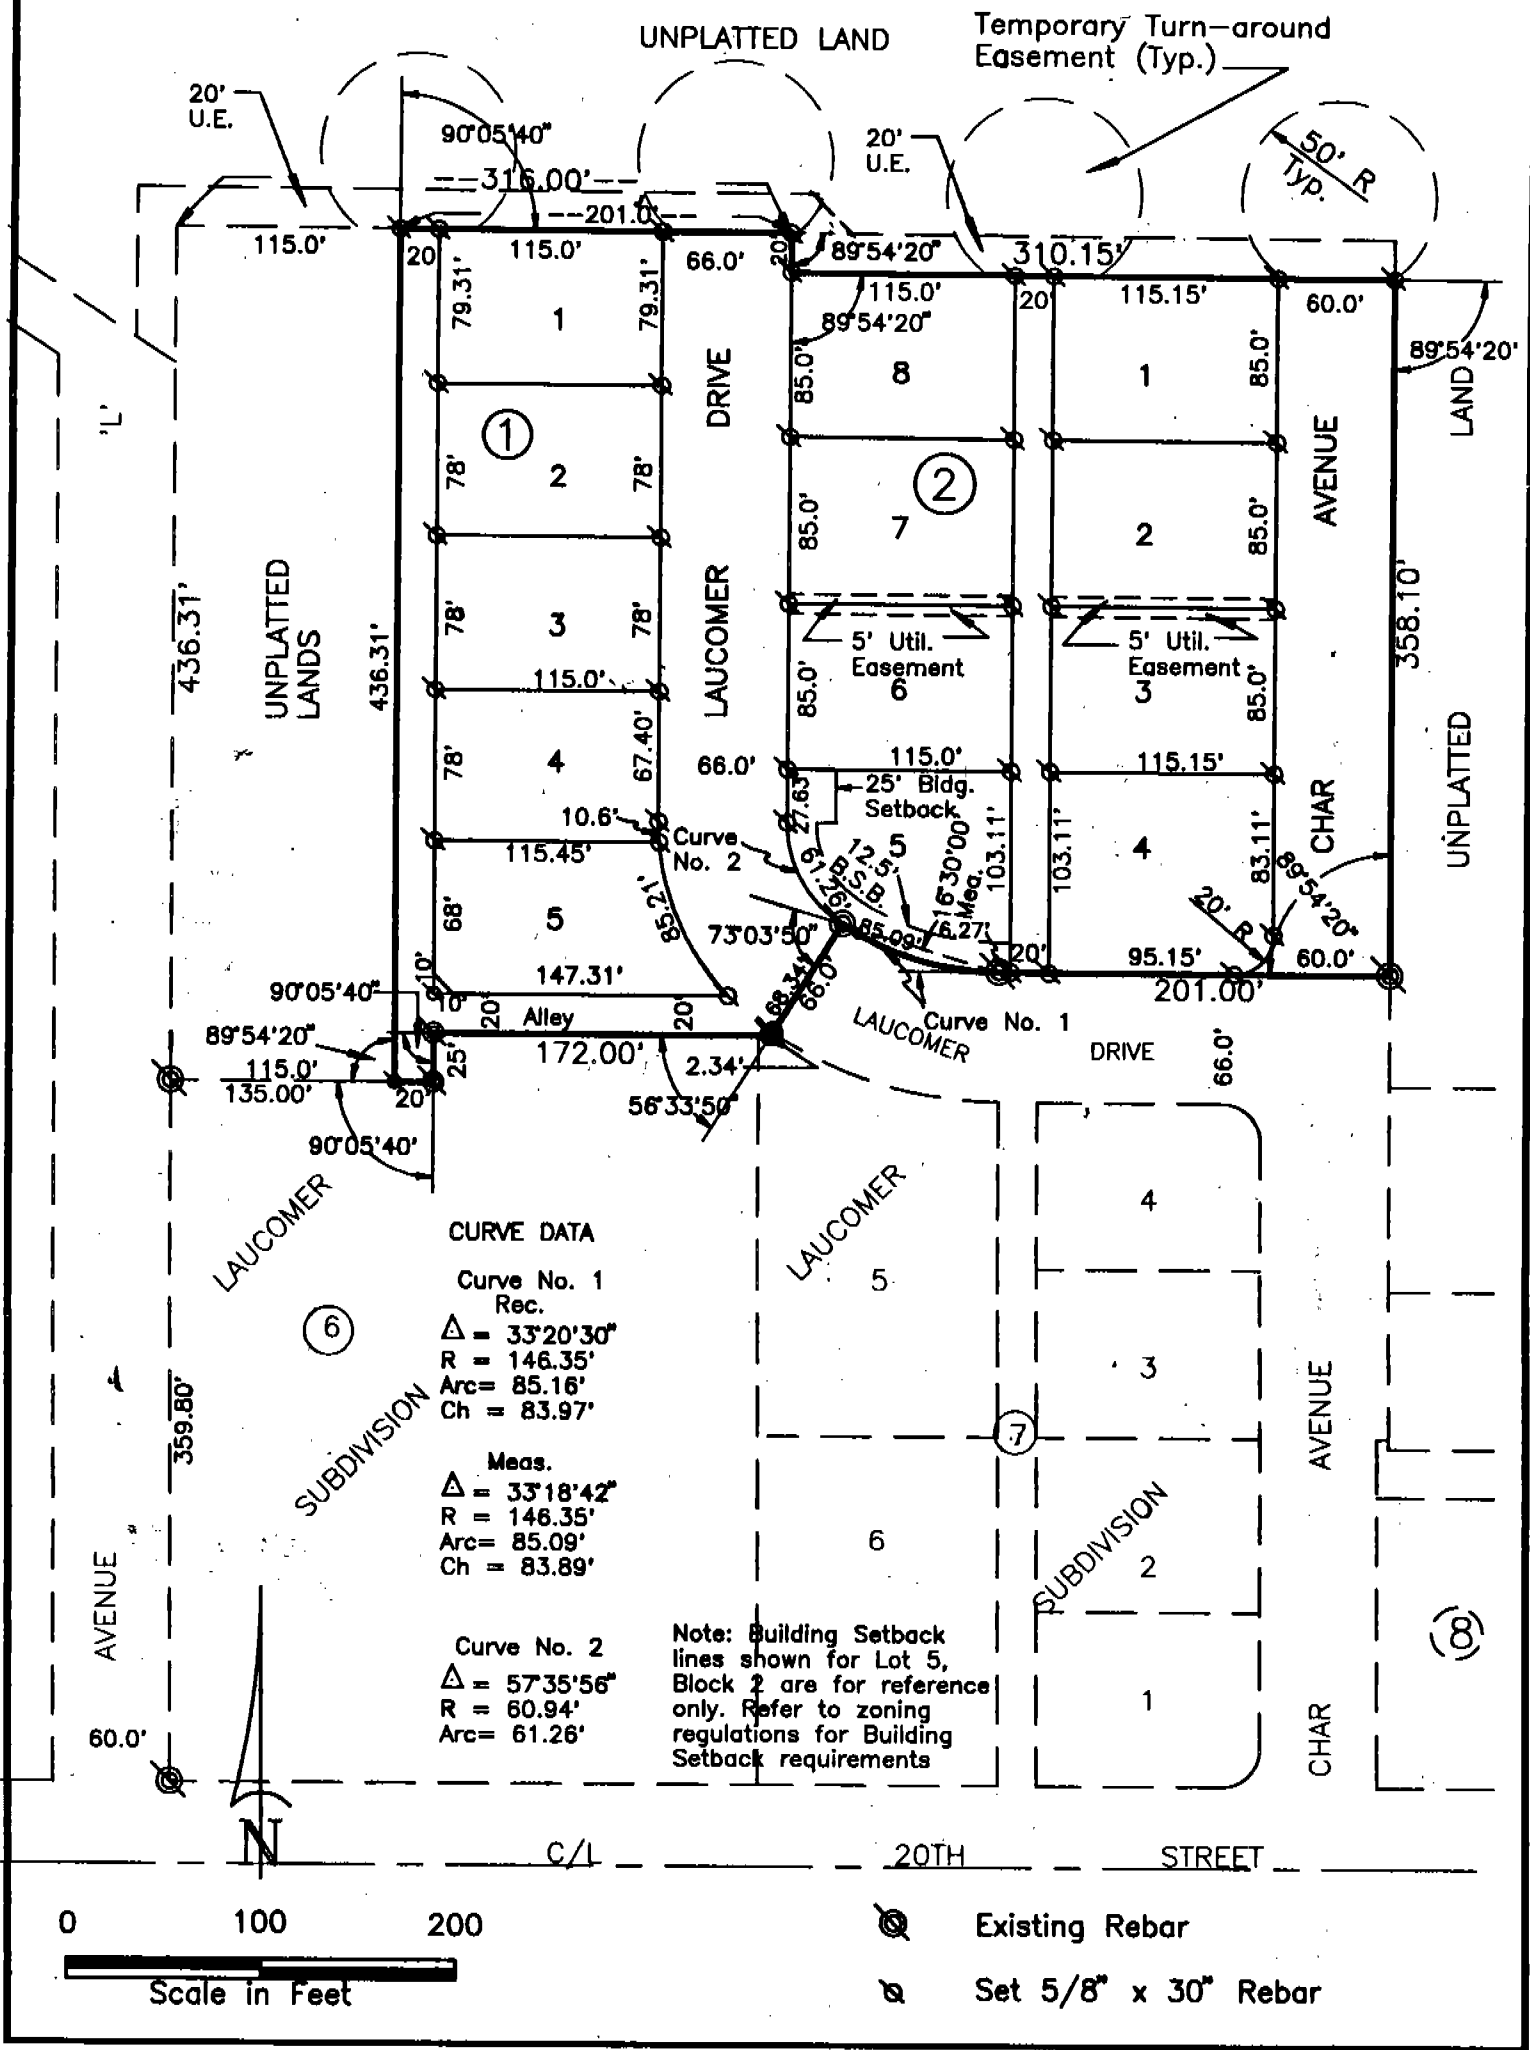 UNPLATTED LAND
Temporary Turn-around
Easement (Typ.)
20'
U.E.
90°05'40"
316.00'
201.0'
20'
U.E.
50' R
Typ.
115.0'
20'
115.0'
66.0'
20'
89°54'20"
310.15'
115.0'
20'
115.15'
60.0'
89°54'20"
89°54'20'
79.31'
1
79.31'
DRIVE
85.0'
8
1
85.0'
LAND
'L'
1
2
AVENUE
78'
2
78'
85.0'
7
2
85.0'
436.31'
UNPLATTED
LANDS
436.31'
78'
3
78'
LAUCOMER
5' Util.
Easement
5' Util.
Easement
358.10'
115.0'
85.0'
6
3
85.0'
UNPLATTED
78'
4
67.40'
66.0'
115.0'
115.15'
25' Bldg.
Setback
27.63'
10.6'
115.45'
Curve
No. 2
61.26'
12.5'
B.S.B.
5
16°30'00"
Mea.
103.11'
103.11'
4
83.11'
CHAR
89°54'20"
68'
5
85.21'
73°03'50"
85.09'
6.27'
20'
20' R
95.15'
60.0'
201.00'
10'
10'
147.31'
68.34'
66.0'
90°05'40"
20'
Alley
20'
LAUCOMER
Curve No. 1
DRIVE
66.0'
89°54'20"
25'
172.00'
2.34'
115.0'
135.00'
20'
56°33'50"
90°05'40'
LAUCOMER
LAUCOMER
4
CURVE DATA
Curve No. 1
Rec.
Δ = 33°20'30"
R = 146.35'
Arc= 85.16'
Ch = 83.97'
5
6
3
359.80'
SUBDIVISION
7
AVENUE
Meas.
Δ = 33°18'42"
R = 146.35'
Arc= 85.09'
Ch = 83.89'
6
SUBDIVISION
2
AVENUE
8
Curve No. 2
Δ = 57°35'56"
R = 60.94'
Arc= 61.26'
Note: Building Setback
lines shown for Lot 5,
Block 2 are for reference
only. Refer to zoning
regulations for Building
Setback requirements
1
CHAR
60.0'
N
C/L
20TH
STREET
0
100
200
Scale in Feet
Existing Rebar
Set 5/8" x 30" Rebar